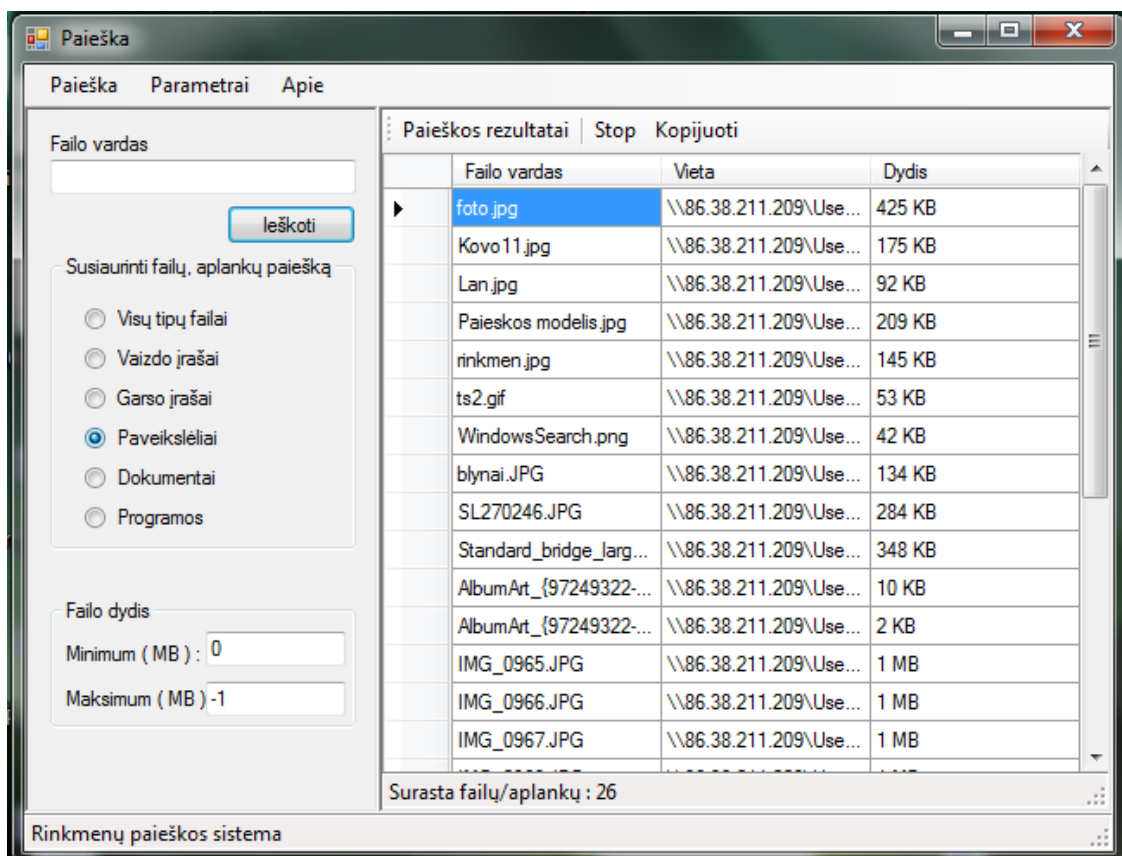 Paieška
Paieška Parametrai Apie
Failo vardas
Ieškoti
Susiaurinti failų, aplankų paiešką
Visų tipų failai
Vaizdo įrašai
Garso įrašai
Paveikslėliai
Dokumentai
Programos
Failo dydis
Minimum ( MB ) : 0
Maksimum ( MB ) -1
Paieškos rezultatai Stop Kopijuoti
Failo vardas Vieta Dydis
foto.jpg \\86.38.211.209\Use... 425 KB
Kovo11.jpg \\86.38.211.209\Use... 175 KB
Lan.jpg \\86.38.211.209\Use... 92 KB
Paieskos modelis.jpg \\86.38.211.209\Use... 209 KB
rinkmen.jpg \\86.38.211.209\Use... 145 KB
ts2.gif \\86.38.211.209\Use... 53 KB
WindowsSearch.png \\86.38.211.209\Use... 42 KB
blynai.JPG \\86.38.211.209\Use... 134 KB
SL270246.JPG \\86.38.211.209\Use... 284 KB
Standard_bridge_larg... \\86.38.211.209\Use... 348 KB
AlbumArt_{97249322-... \\86.38.211.209\Use... 10 KB
AlbumArt_{97249322-... \\86.38.211.209\Use... 2 KB
IMG_0965.JPG \\86.38.211.209\Use... 1 MB
IMG_0966.JPG \\86.38.211.209\Use... 1 MB
IMG_0967.JPG \\86.38.211.209\Use... 1 MB
Surasta failų/aplankų : 26
Rinkmenų paieškos sistema